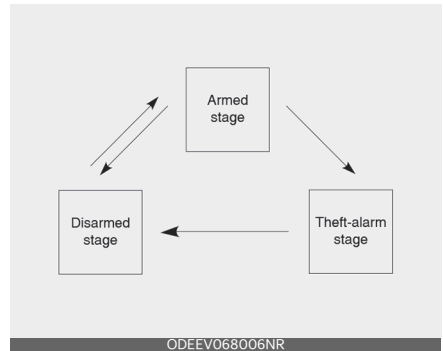 Armed
stage
Disarmed
stage
Theft-alarm
stage
ODEEV068006NR